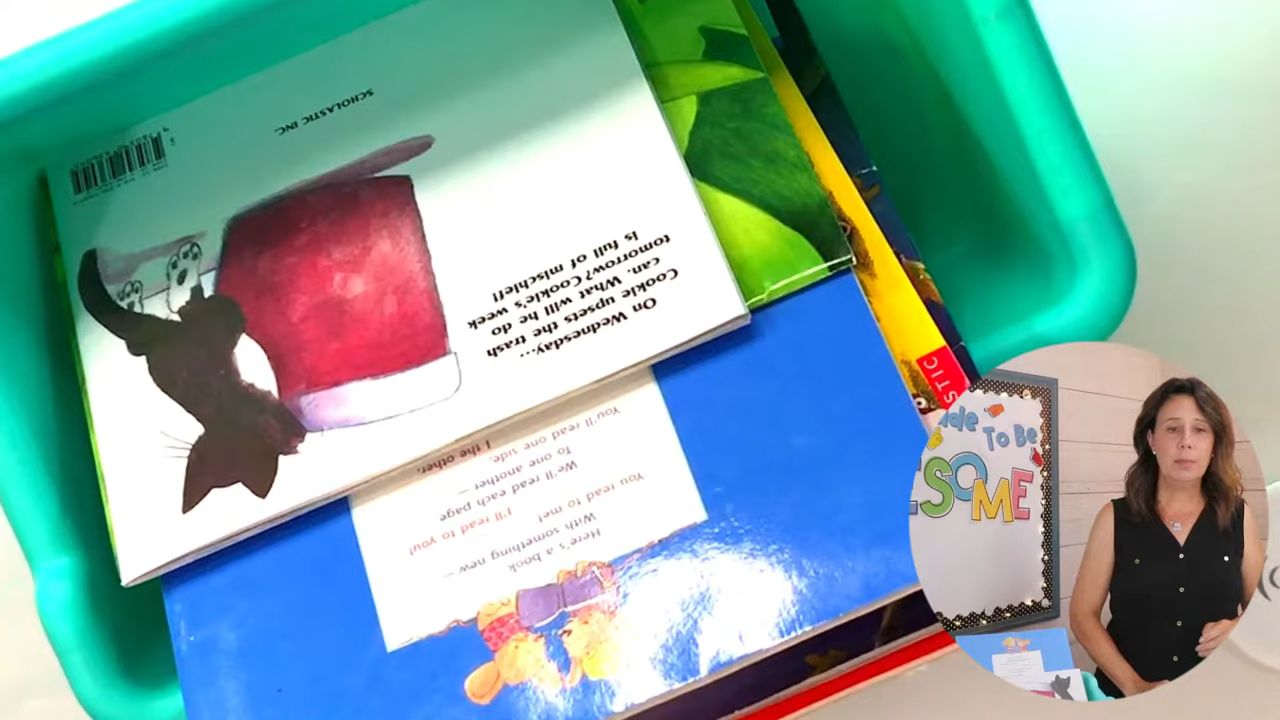 SCHOLASTIC INC.
On Wednesday...
Cookie upsets the trash
can. What will he do
tomorrow? Cookie's week
is full of mischief!
Here's a book
With something new—
You read to me!
I'll read to you!
We'll read each page
To one another—
You'll read one side,
I the other.
STIC
To Be
SOME